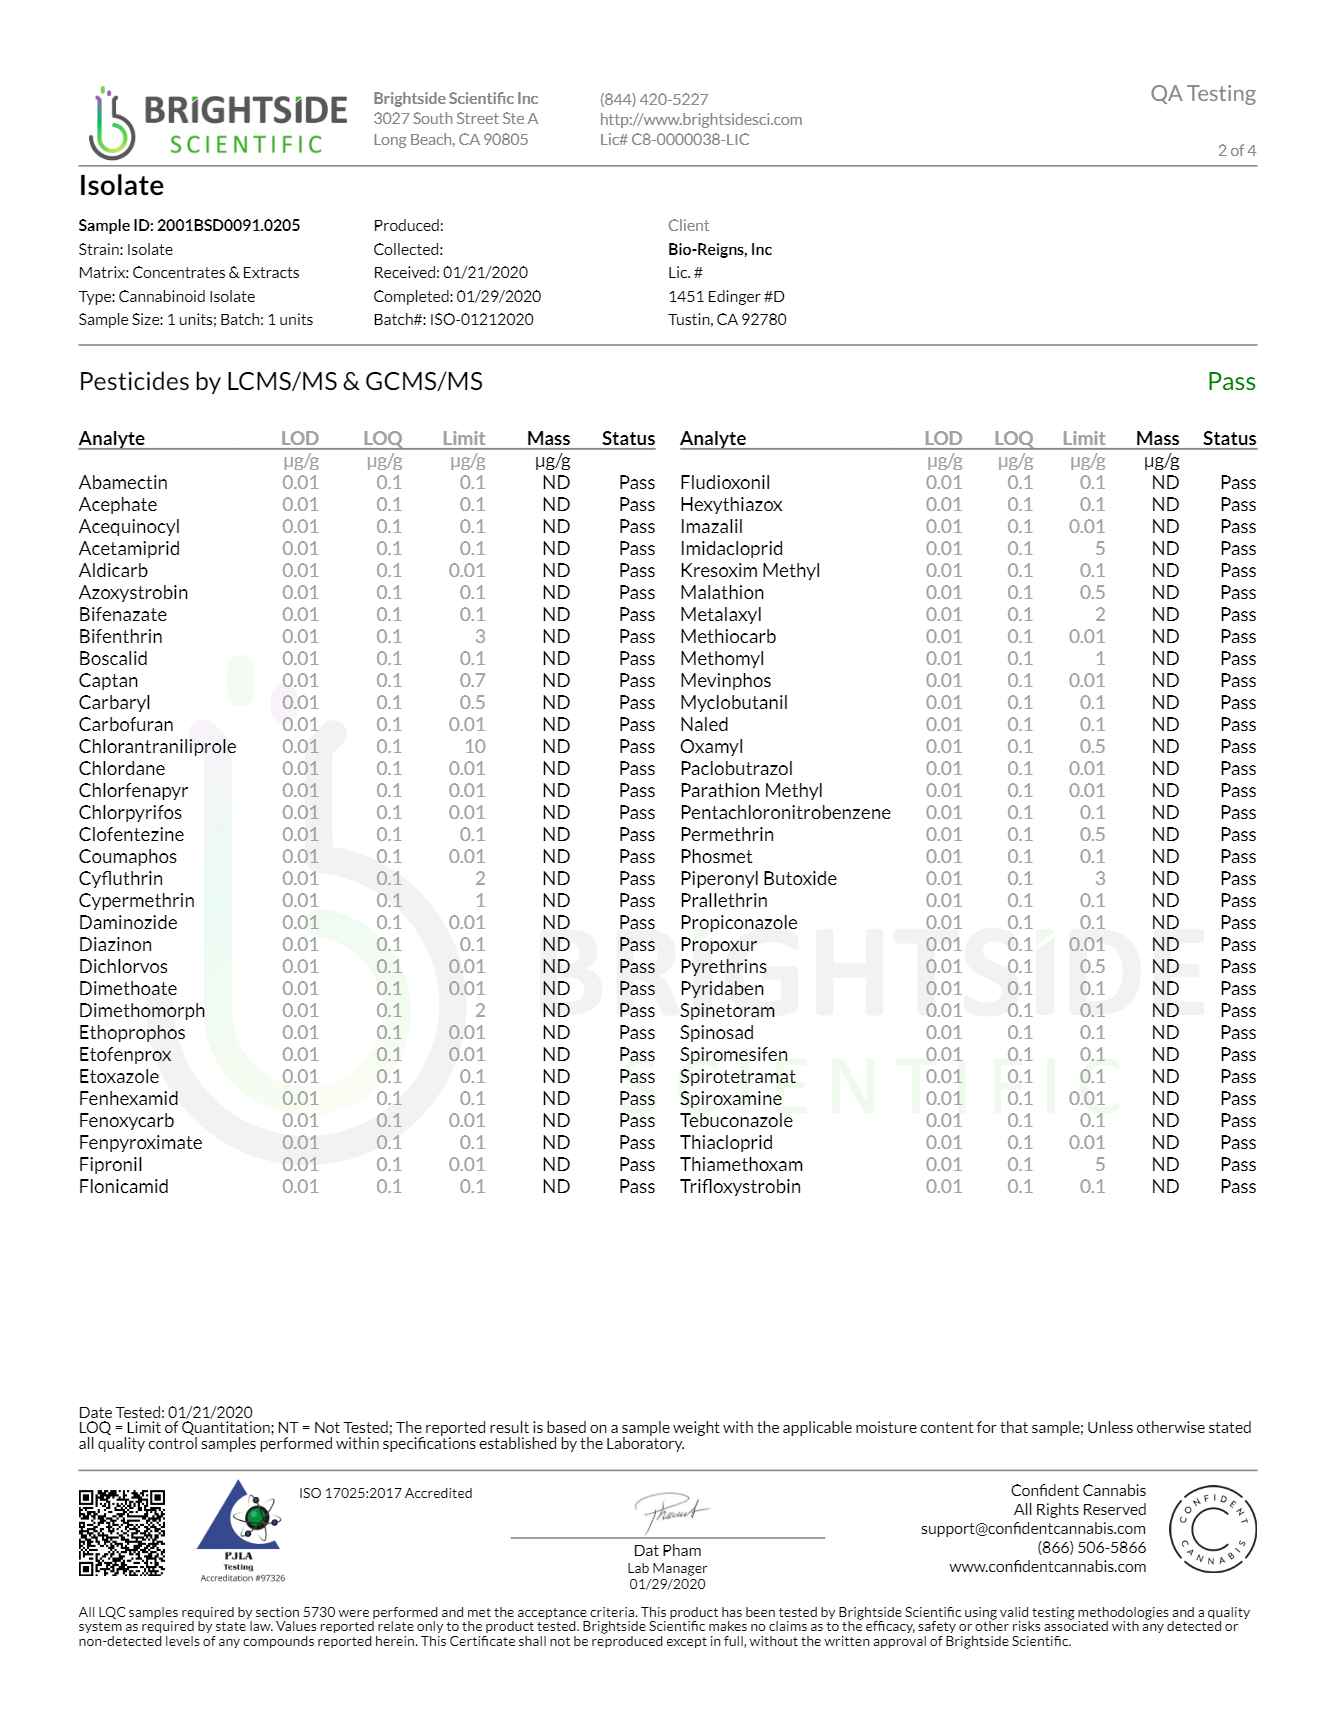 BRIGHTSIDE
SCIENTIFIC
Brightside Scientific Inc
3027 South Street Ste A
Long Beach, CA 90805
(844) 420-5227
http://www.brightsidesci.com
Lic# C8-0000038-LIC
QA Testing
2 of 4
Isolate
Sample ID: 2001BSD0091.0205
Strain: Isolate
Matrix: Concentrates & Extracts
Type: Cannabinoid Isolate
Sample Size: 1 units; Batch: 1 units
Produced:
Collected:
Received: 01/21/2020
Completed: 01/29/2020
Batch#: ISO-01212020
Client
Bio-Reigns, Inc
Lic. #
1451 Edinger #D
Tustin, CA 92780
Pesticides by LCMS/MS & GCMS/MS Pass
Analyte LOD LOQ Limit Mass Status Analyte LOD LOQ Limit Mass Status
µg/g µg/g µg/g µg/g µg/g µg/g µg/g µg/g
Abamectin 0.01 0.1 0.1 ND Pass Fludioxonil 0.01 0.1 0.1 ND Pass
Acephate 0.01 0.1 0.1 ND Pass Hexythiazox 0.01 0.1 0.1 ND Pass
Acequinocyl 0.01 0.1 0.1 ND Pass Imazalil 0.01 0.1 0.01 ND Pass
Acetamiprid 0.01 0.1 0.1 ND Pass Imidacloprid 0.01 0.1 5 ND Pass
Aldicarb 0.01 0.1 0.01 ND Pass Kresoxim Methyl 0.01 0.1 0.1 ND Pass
Azoxystrobin 0.01 0.1 0.1 ND Pass Malathion 0.01 0.1 0.5 ND Pass
Bifenazate 0.01 0.1 0.1 ND Pass Metalaxyl 0.01 0.1 2 ND Pass
Bifenthrin 0.01 0.1 3 ND Pass Methiocarb 0.01 0.1 0.01 ND Pass
Boscalid 0.01 0.1 0.1 ND Pass Methomyl 0.01 0.1 1 ND Pass
Captan 0.01 0.1 0.7 ND Pass Mevinphos 0.01 0.1 0.01 ND Pass
Carbaryl 0.01 0.1 0.5 ND Pass Myclobutanil 0.01 0.1 0.1 ND Pass
Carbofuran 0.01 0.1 0.01 ND Pass Naled 0.01 0.1 0.1 ND Pass
Chlorantraniliprole 0.01 0.1 10 ND Pass Oxamyl 0.01 0.1 0.5 ND Pass
Chlordane 0.01 0.1 0.01 ND Pass Paclobutrazol 0.01 0.1 0.01 ND Pass
Chlorfenapyr 0.01 0.1 0.01 ND Pass Parathion Methyl 0.01 0.1 0.01 ND Pass
Chlorpyrifos 0.01 0.1 0.01 ND Pass Pentachloronitrobenzene 0.01 0.1 0.1 ND Pass
Clofentezine 0.01 0.1 0.1 ND Pass Permethrin 0.01 0.1 0.5 ND Pass
Coumaphos 0.01 0.1 0.01 ND Pass Phosmet 0.01 0.1 0.1 ND Pass
Cyfluthrin 0.01 0.1 2 ND Pass Piperonyl Butoxide 0.01 0.1 3 ND Pass
Cypermethrin 0.01 0.1 1 ND Pass Prallethrin 0.01 0.1 0.1 ND Pass
Daminozide 0.01 0.1 0.01 ND Pass Propiconazole 0.01 0.1 0.1 ND Pass
Diazinon 0.01 0.1 0.1 ND Pass Propoxur 0.01 0.1 0.01 ND Pass
Dichlorvos 0.01 0.1 0.01 ND Pass Pyrethrins 0.01 0.1 0.5 ND Pass
Dimethoate 0.01 0.1 0.01 ND Pass Pyridaben 0.01 0.1 0.1 ND Pass
Dimethomorph 0.01 0.1 2 ND Pass Spinetoram 0.01 0.1 0.1 ND Pass
Ethoprophos 0.01 0.1 0.01 ND Pass Spinosad 0.01 0.1 0.1 ND Pass
Etofenprox 0.01 0.1 0.01 ND Pass Spiromesifen 0.01 0.1 0.1 ND Pass
Etoxazole 0.01 0.1 0.1 ND Pass Spirotetramat 0.01 0.1 0.1 ND Pass
Fenhexamid 0.01 0.1 0.1 ND Pass Spiroxamine 0.01 0.1 0.01 ND Pass
Fenoxycarb 0.01 0.1 0.01 ND Pass Tebuconazole 0.01 0.1 0.1 ND Pass
Fenpyroximate 0.01 0.1 0.1 ND Pass Thiacloprid 0.01 0.1 0.01 ND Pass
Fipronil 0.01 0.1 0.01 ND Pass Thiamethoxam 0.01 0.1 5 ND Pass
Flonicamid 0.01 0.1 0.1 ND Pass Trifloxystrobin 0.01 0.1 0.1 ND Pass
BRIGHTSIDE
SCIENTIFIC
Date Tested: 01/21/2020
LOQ = Limit of Quantitation; NT = Not Tested; The reported result is based on a sample weight with the applicable moisture content for that sample; Unless otherwise stated
all quality control samples performed within specifications established by the Laboratory.
PJLA
Testing
Accreditation #97326
ISO 17025:2017 Accredited
Dat Pham
Lab Manager
01/29/2020
Confident Cannabis
All Rights Reserved
support@confidentcannabis.com
(866) 506-5866
www.confidentcannabis.com
CONFIDENT
CANNABIS
All LQC samples required by section 5730 were performed and met the acceptance criteria. This product has been tested by Brightside Scientific using valid testing methodologies and a quality
system as required by state law. Values reported relate only to the product tested. Brightside Scientific makes no claims as to the efficacy, safety or other risks associated with any detected or
non-detected levels of any compounds reported herein. This Certificate shall not be reproduced except in full, without the written approval of Brightside Scientific.